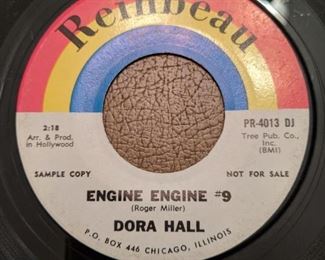 Reinbeau
2:18
Arr. & Prod.
in Hollywood
PR-4013 DJ
Tree Pub. Co.,
Inc.
(BMI)
SAMPLE COPY
NOT FOR SALE
ENGINE ENGINE #9
(Roger Miller)
DORA HALL
P.O. BOX 446 CHICAGO, ILLINOIS